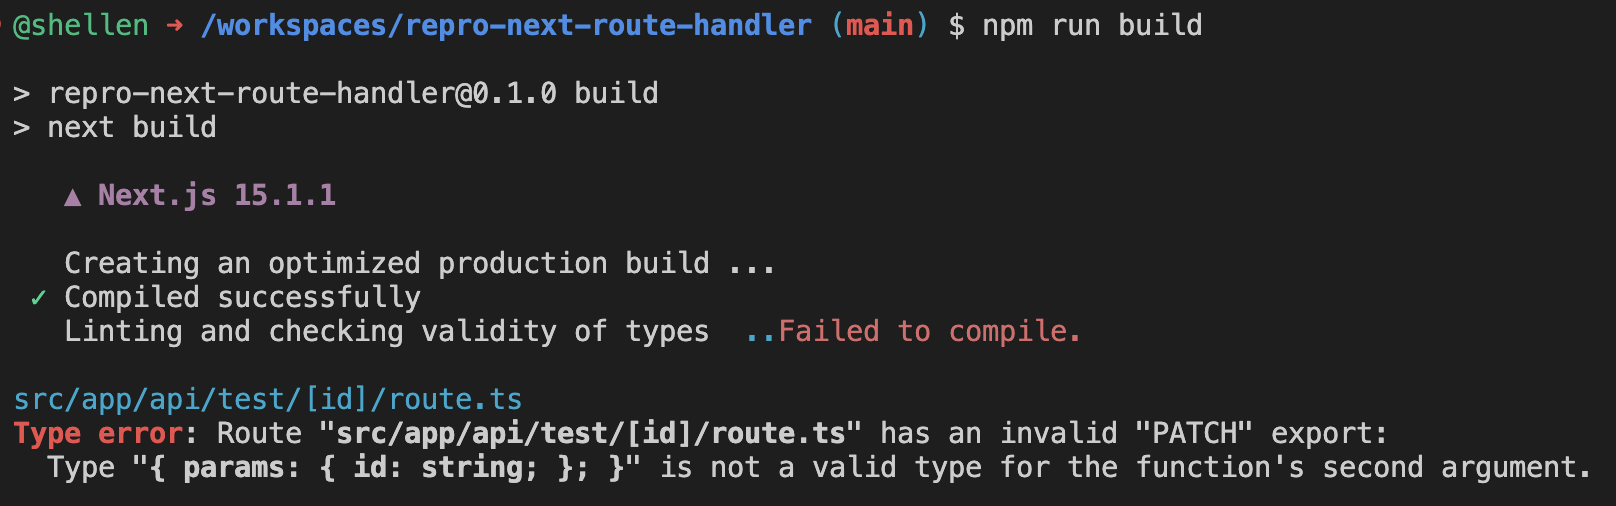 @shellen ➜ /workspaces/repro-next-route-handler (main) $ npm run build
> repro-next-route-handler@0.1.0 build
> next build
▲ Next.js 15.1.1
Creating an optimized production build ...
✓ Compiled successfully
Linting and checking validity of types ..Failed to compile.
src/app/api/test/[id]/route.ts
Type error: Route "src/app/api/test/[id]/route.ts" has an invalid "PATCH" export:
Type "{ params: { id: string; }; }" is not a valid type for the function's second argument.